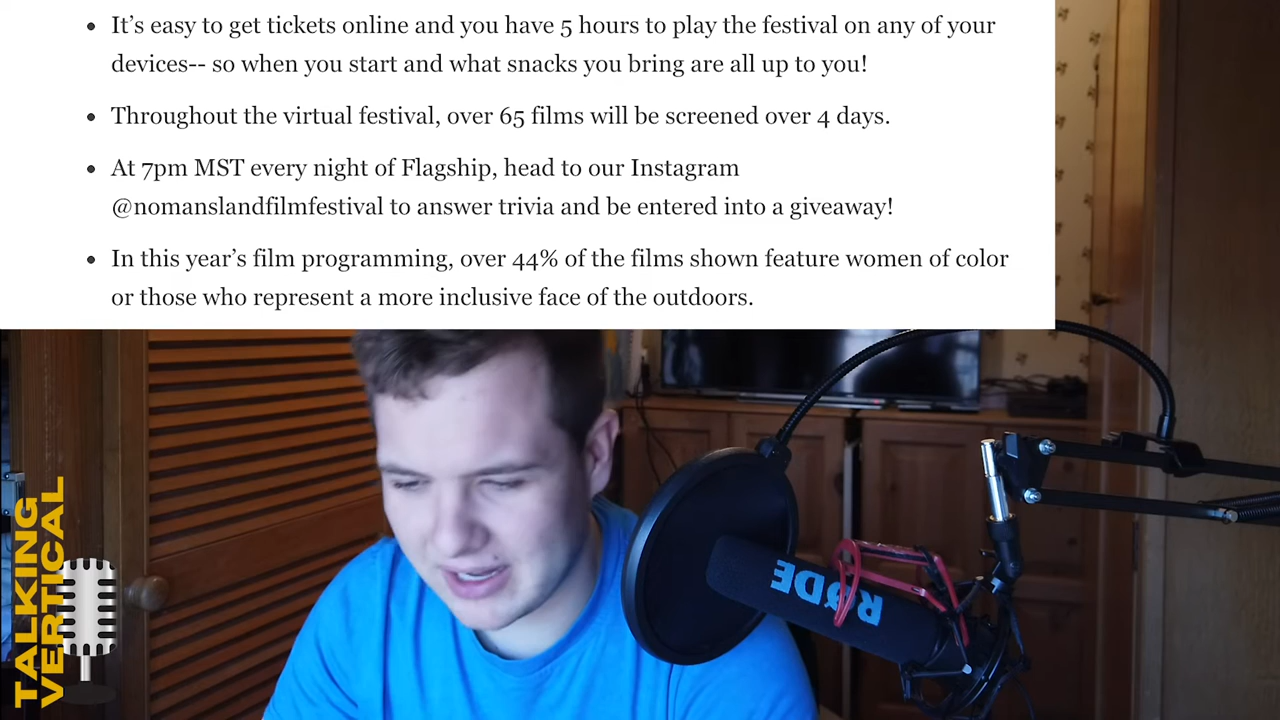 It’s easy to get tickets online and you have 5 hours to play the festival on any of your
devices-- so when you start and what snacks you bring are all up to you!
Throughout the virtual festival, over 65 films will be screened over 4 days.
At 7pm MST every night of Flagship, head to our Instagram
@nomanslandfilmfestival to answer trivia and be entered into a giveaway!
In this year’s film programming, over 44% of the films shown feature women of color
or those who represent a more inclusive face of the outdoors.
TALKING
VERTICAL
RØDE